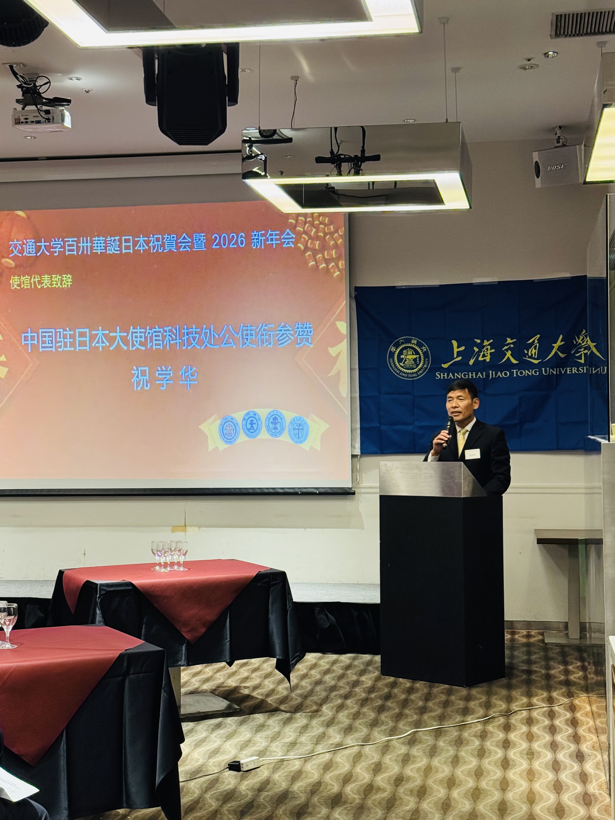 交通大学百卅華誕日本祝賀会暨 2026 新年会
使馆代表致辞
中国驻日本大使馆科技处公使衔参赞
祝学华
上海交通大學
SHANGHAI JIAO TONG UNIVERSITY
BOSE